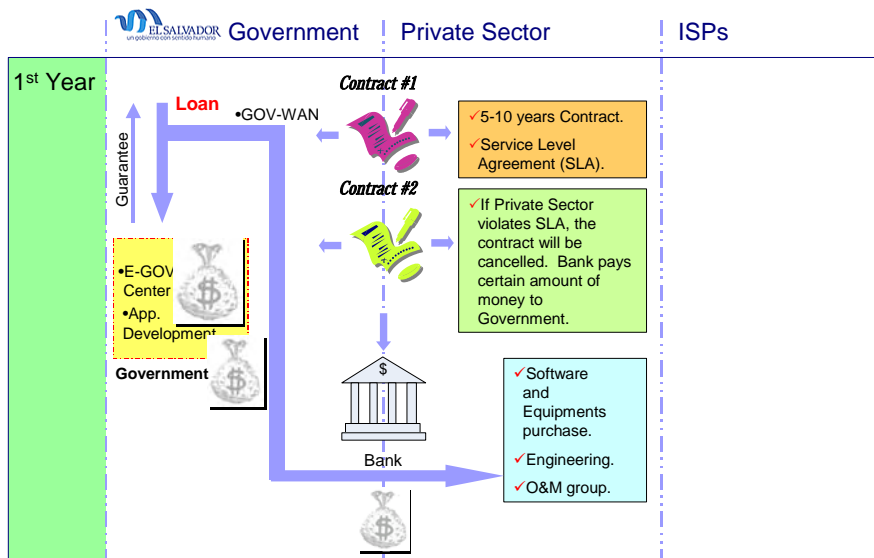 EL SALVADOR
un gobierno con sentido humano
Government
Private Sector
ISPs
1st Year
Loan
•GOV-WAN
Guarantee
Contract #1
✓5-10 years Contract.
✓Service Level
Agreement (SLA).
Contract #2
✓If Private Sector
violates SLA, the
contract will be
cancelled. Bank pays
certain amount of
money to
Government.
•E-GOV
Center
•App.
Development
Government
$
$
$
Bank
$
✓Software
and
Equipments
purchase.
✓Engineering.
✓O&M group.